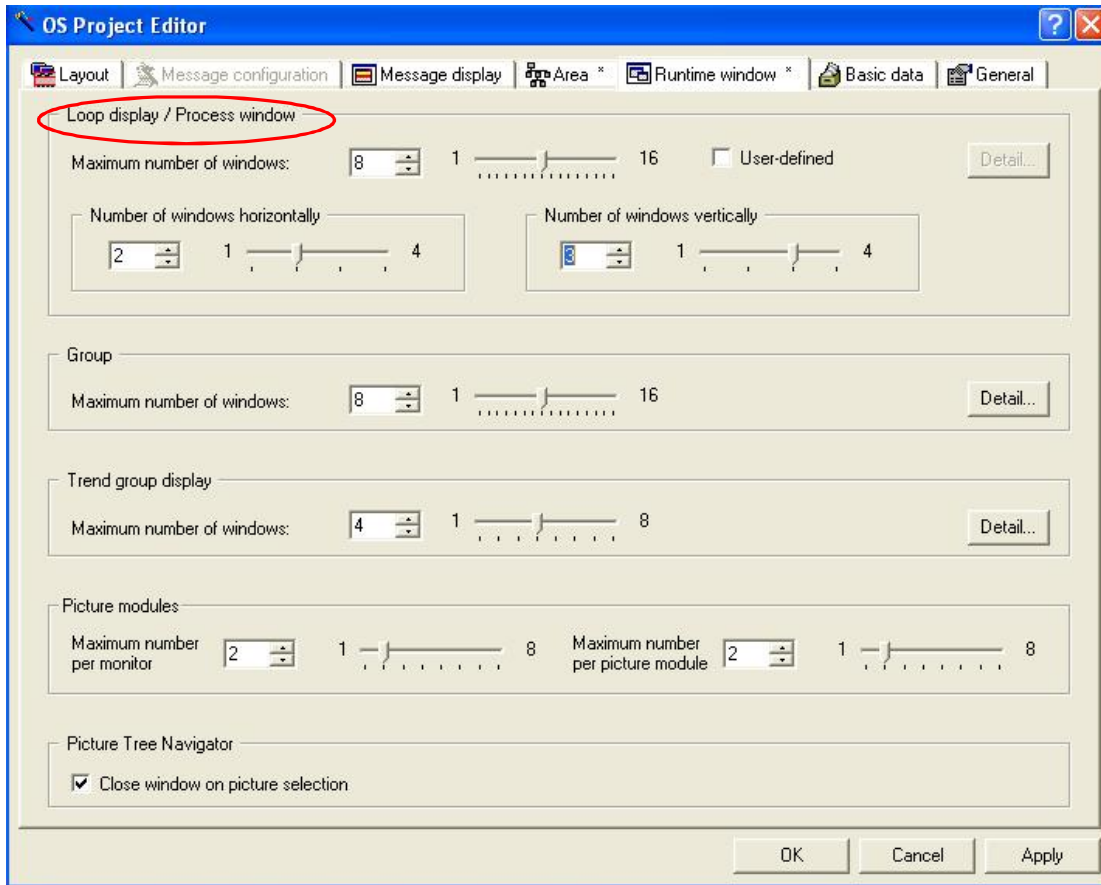 OS Project Editor
Layout Message configuration Message display Area * Runtime window * Basic data General
Loop display / Process window
Maximum number of windows: 8 1 16 User-defined Detail...
Number of windows horizontally Number of windows vertically
2 1 4 3 1 4
Group
Maximum number of windows: 8 1 16 Detail...
Trend group display
Maximum number of windows: 4 1 8 Detail...
Picture modules
Maximum number per monitor 2 1 8 Maximum number per picture module 2 1 8
Picture Tree Navigator
Close window on picture selection
OK Cancel Apply